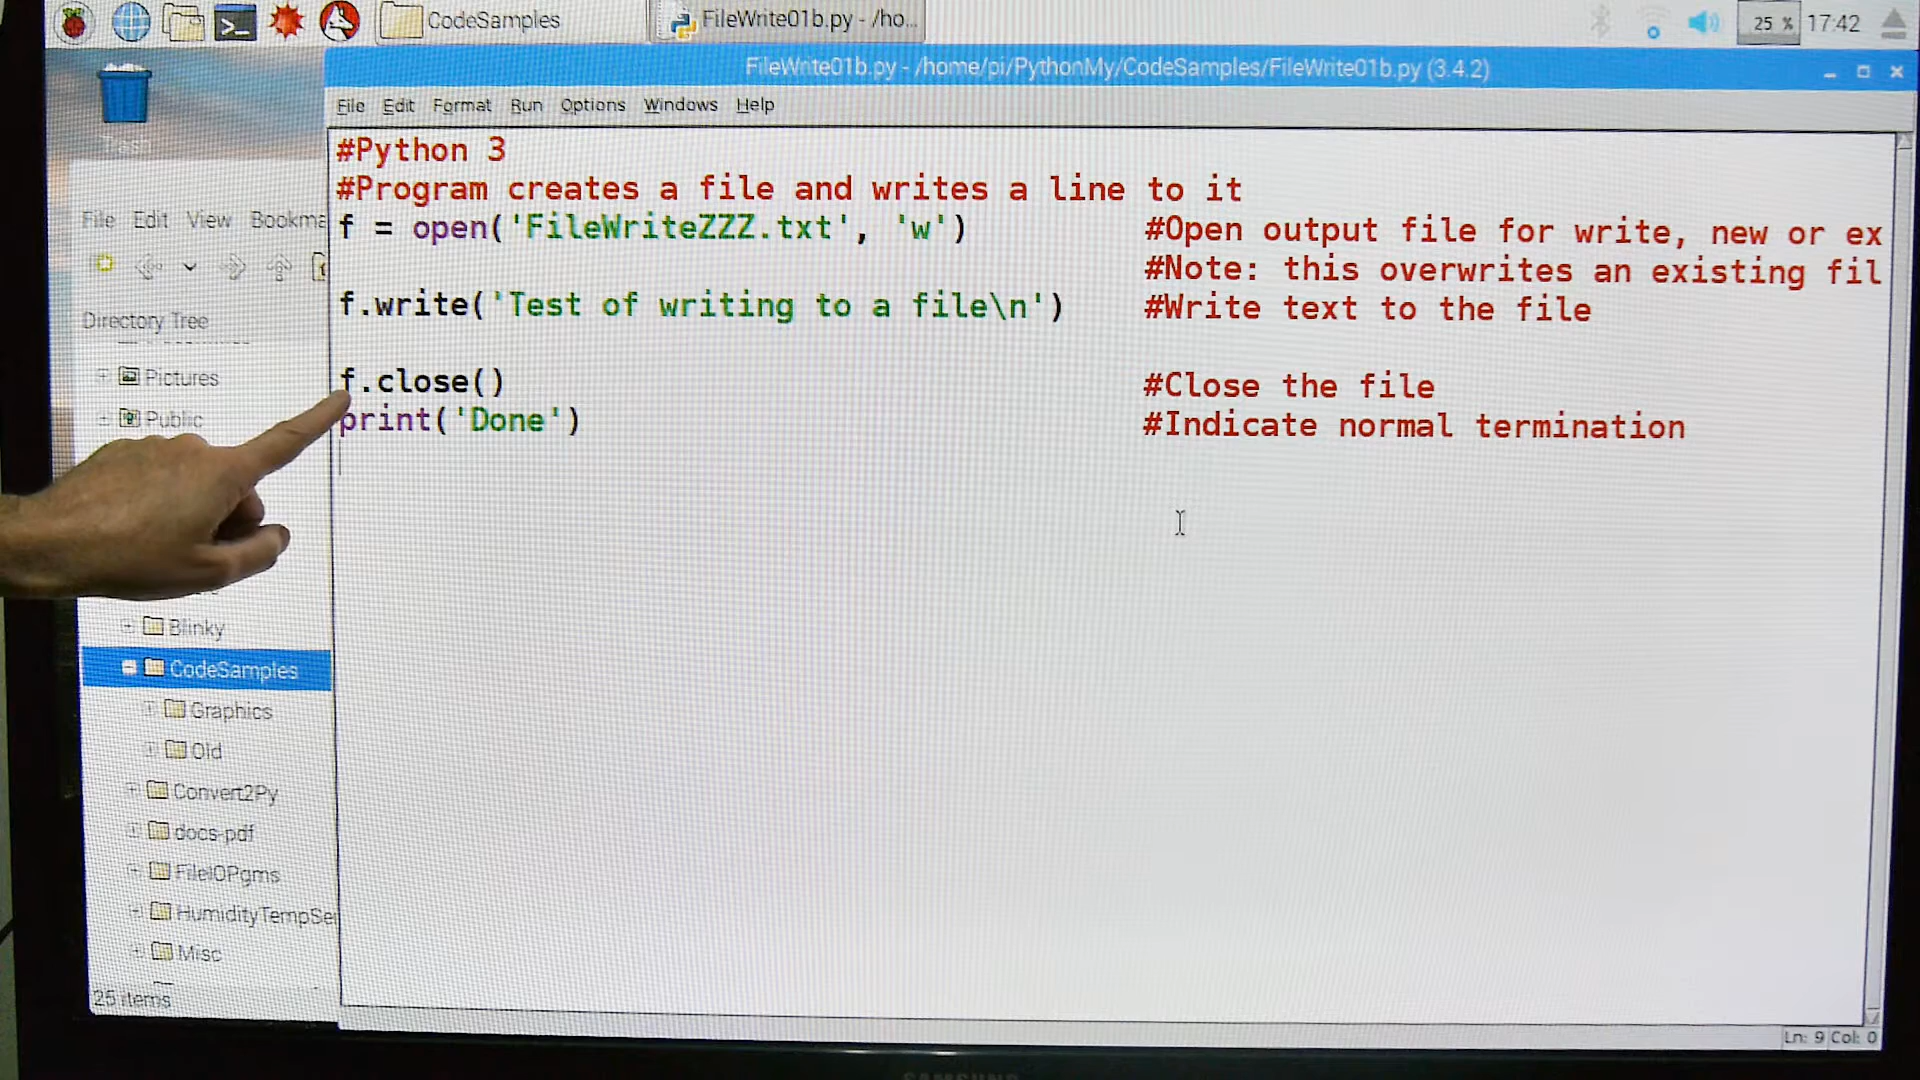 CodeSamples
FileWrite01b.py - /ho...
25 %
17:42
FileWrite01b.py - /home/pi/PythonMy/CodeSamples/FileWrite01b.py (3.4.2)
File Edit Format Run Options Windows Help
#Python 3
#Program creates a file and writes a line to it
f = open('FileWriteZZZ.txt', 'w') #Open output file for write, new or ex
#Note: this overwrites an existing fil
f.write('Test of writing to a file\n') #Write text to the file
f.close() #Close the file
print('Done') #Indicate normal termination
Ln: 9 Col: 0
Trash
File Edit View Bookma
Directory Tree
Pictures
Public
Blinky
CodeSamples
Graphics
Old
Convert2Py
docs-pdf
FileIOPgms
HumidityTempSe
Misc
25 items
SAMSUNG